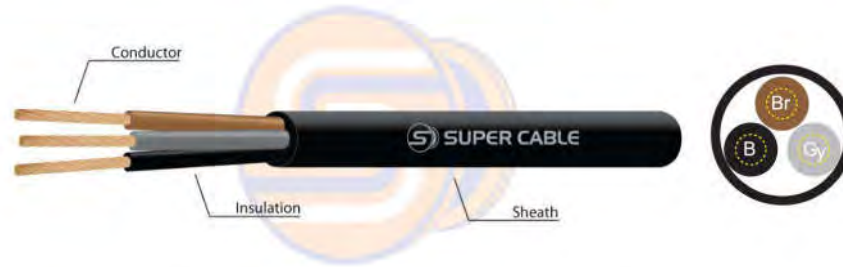 Conductor
SUPER CABLE
Insulation
Sheath
Br
B
Gy